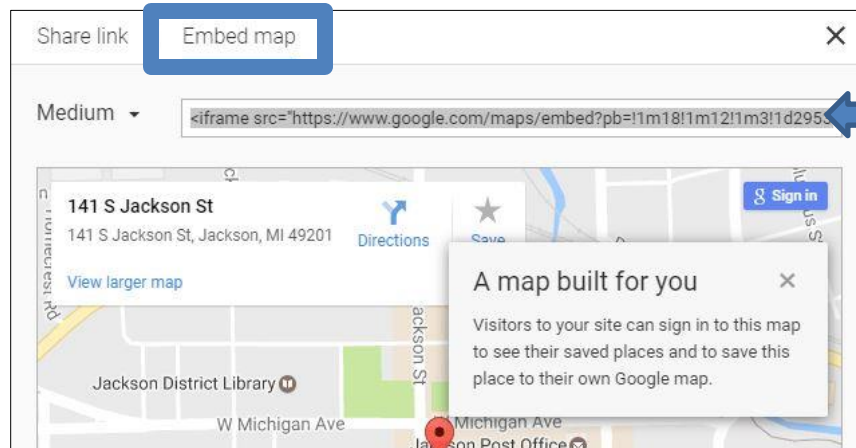 Share link
Embed map
Medium
<iframe src="https://www.google.com/maps/embed?pb=!1m18!1m12!1m3!1d2953
141 S Jackson St
141 S Jackson St, Jackson, MI 49201
View larger map
Directions
Save
Sign in
A map built for you
Visitors to your site can sign in to this map
to see their saved places and to save this
place to their own Google map.
Jackson District Library
W Michigan Ave
Michigan Ave
Post Office